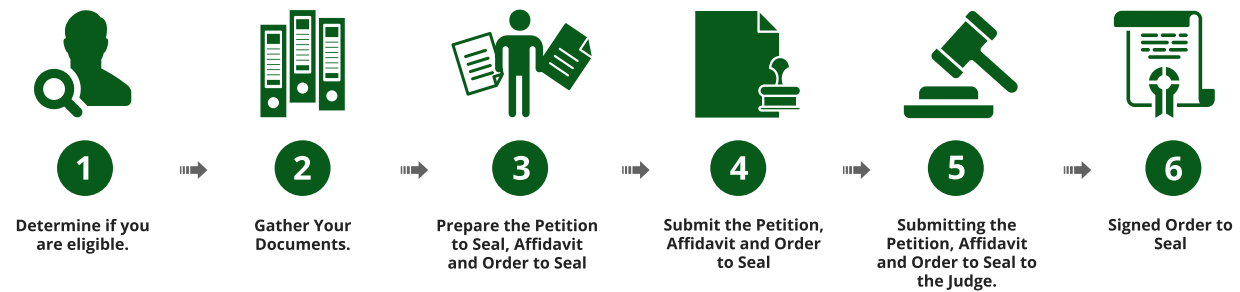 1
2
3
4
5
6
Determine if you
are eligible.
Gather Your
Documents.
Prepare the Petition
to Seal, Affidavit
and Order to Seal
Submit the Petition,
Affidavit and Order
to Seal
Submitting the
Petition, Affidavit
and Order to Seal to
the Judge.
Signed Order to
Seal